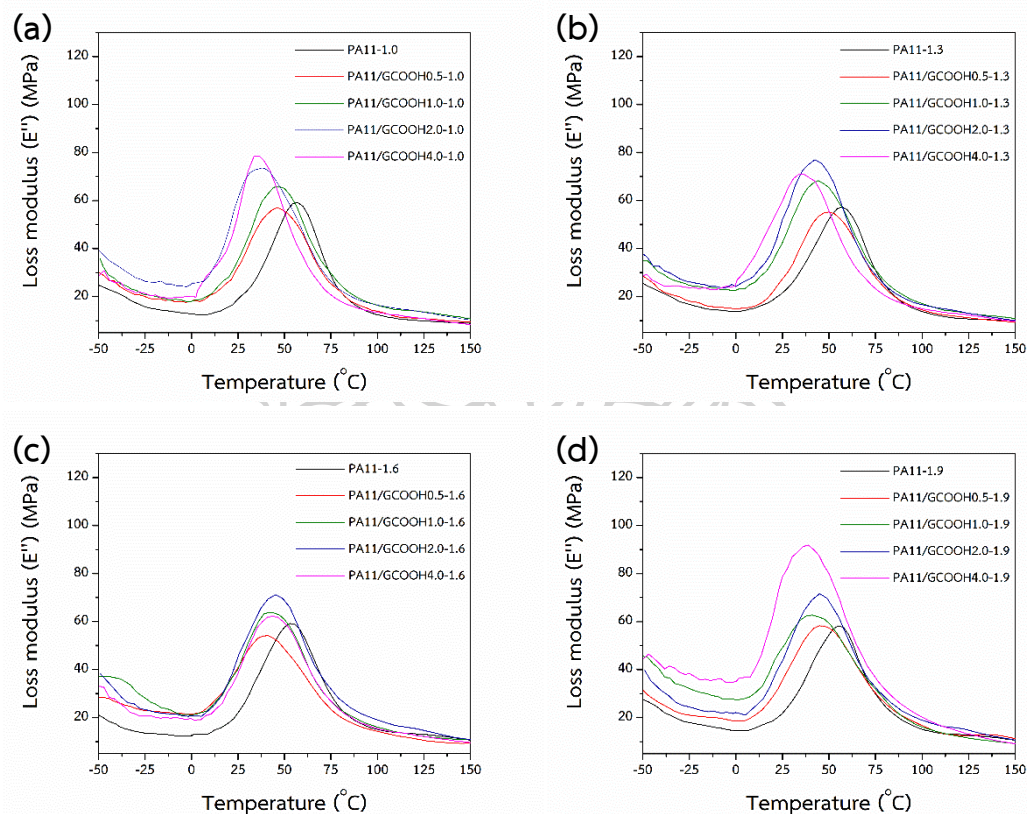 (a)
130
120
100
80
60
40
20
-50
-25
0
25
50
75
100
125
150
Loss modulus (E'') (MPa)
Temperature (°C)
PA11-1.0
PA11/GCOOH0.5-1.0
PA11/GCOOH1.0-1.0
PA11/GCOOH2.0-1.0
PA11/GCOOH4.0-1.0
(b)
120
100
80
60
40
20
-50
-25
0
25
50
75
100
125
150
Loss modulus (E'') (MPa)
Temperature (°C)
PA11-1.3
PA11/GCOOH0.5-1.3
PA11/GCOOH1.0-1.3
PA11/GCOOH2.0-1.3
PA11/GCOOH4.0-1.3
(c)
120
100
80
60
40
20
-50
-25
0
25
50
75
100
125
150
Loss modulus (E'') (MPa)
Temperature (°C)
PA11-1.6
PA11/GCOOH0.5-1.6
PA11/GCOOH1.0-1.6
PA11/GCOOH2.0-1.6
PA11/GCOOH4.0-1.6
(d)
120
100
80
60
40
20
-50
-25
0
25
50
75
100
125
150
Loss modulus (E'') (MPa)
Temperature (°C)
PA11-1.9
PA11/GCOOH0.5-1.9
PA11/GCOOH1.0-1.9
PA11/GCOOH2.0-1.9
PA11/GCOOH4.0-1.9